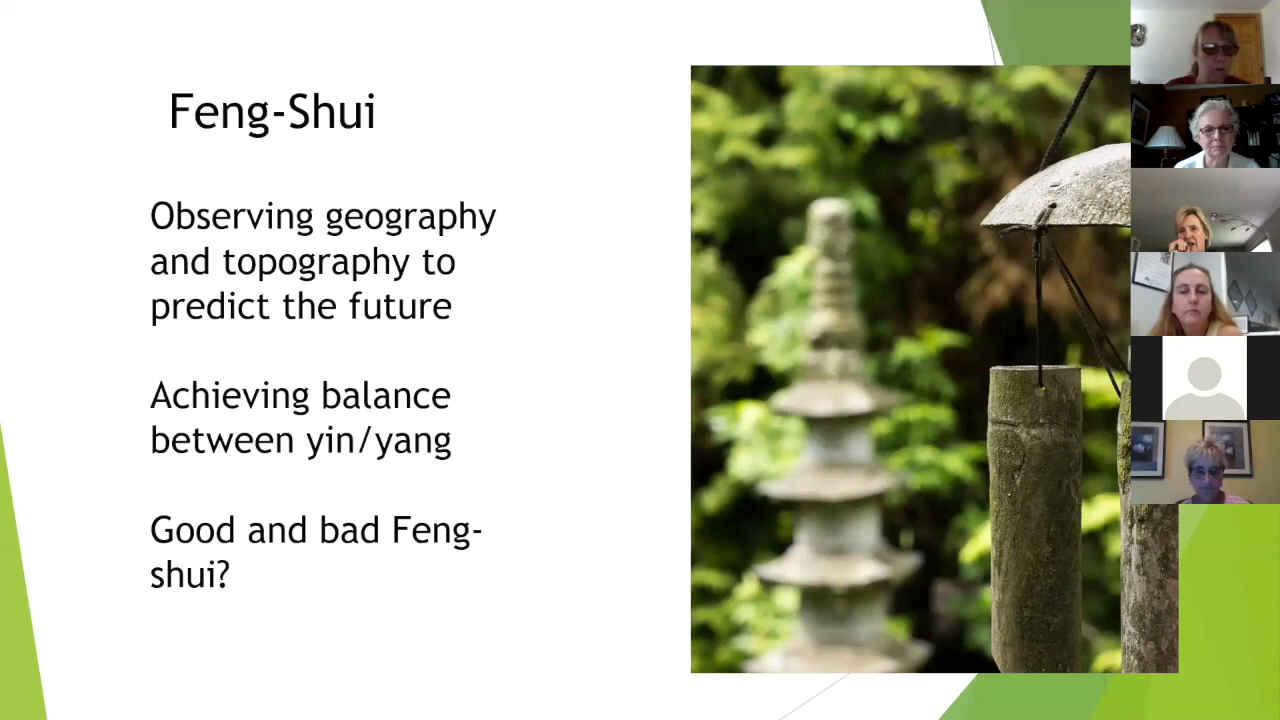 Feng-Shui
Observing geography
and topography to
predict the future
Achieving balance
between yin/yang
Good and bad Feng-
shui?